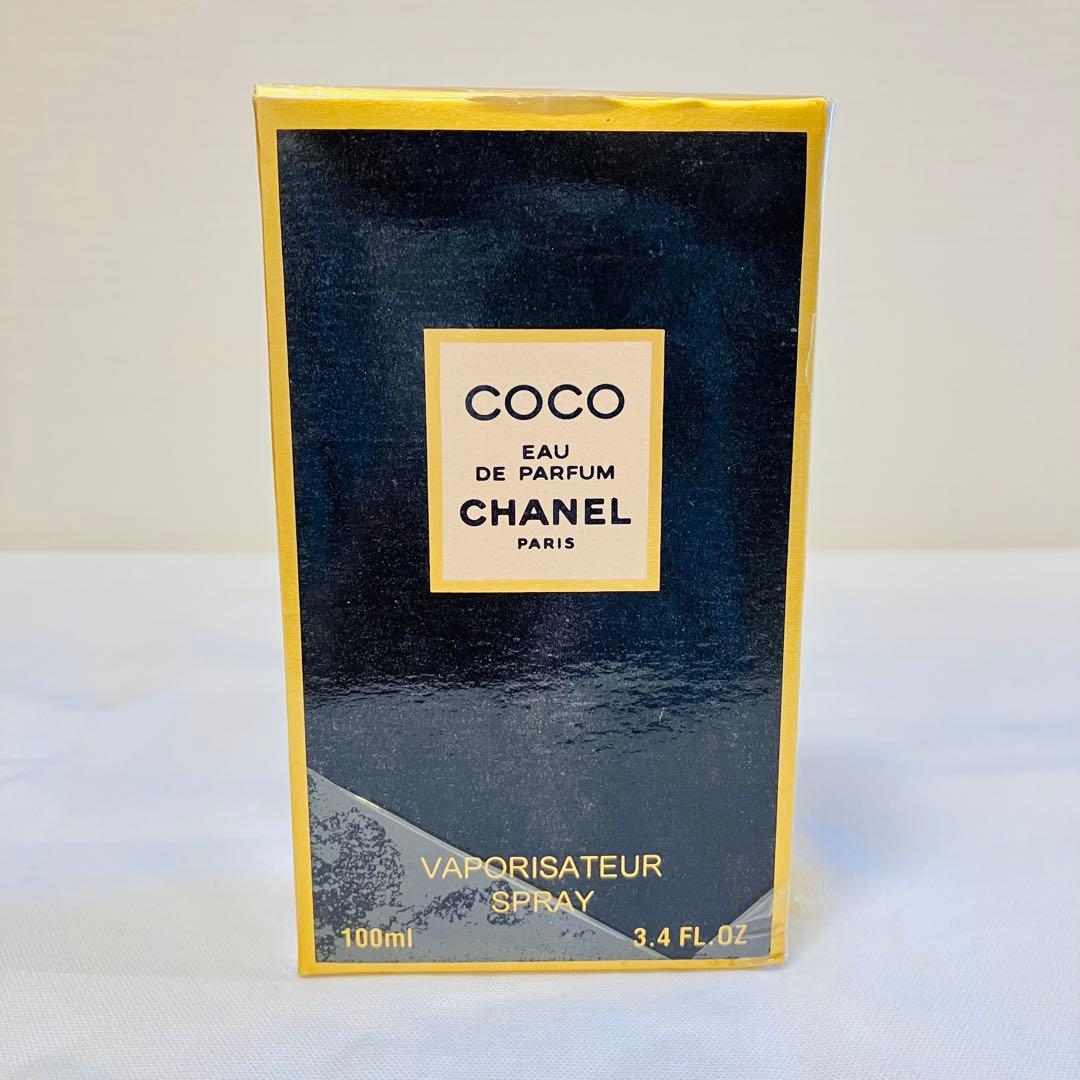 COCO
EAU
DE PARFUM
CHANEL
PARIS
VAPORISATEUR
SPRAY
100ml 3.4 FL.OZ